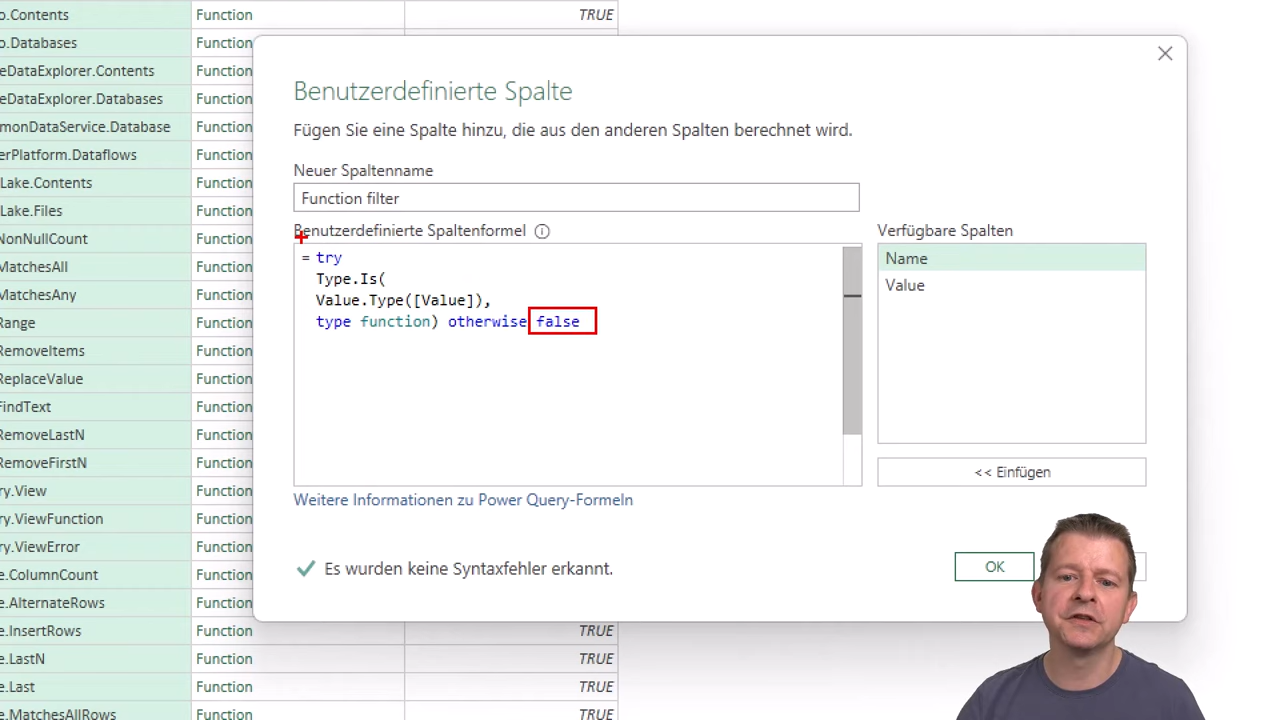 o.Contents Function TRUE
o.Databases Function
eDataExplorer.Contents Function
eDataExplorer.Databases Function
monDataService.Database Function
erPlatform.Dataflows Function
Lake.Contents Function
Lake.Files Function
NonNullCount Function
MatchesAll Function
MatchesAny Function
Range Function
RemoveItems Function
ReplaceValue Function
FindText Function
RemoveLastN Function
RemoveFirstN Function
ry.View Function
ry.ViewFunction Function
ry.ViewError Function
e.ColumnCount Function
e.AlternateRows Function
e.InsertRows Function TRUE
e.LastN Function TRUE
e.Last Function TRUE
e.MatchesAllRows Function TRUE
Benutzerdefinierte Spalte
Fügen Sie eine Spalte hinzu, die aus den anderen Spalten berechnet wird.
Neuer Spaltenname
Function filter
Benutzerdefinierte Spaltenformel
= try
Type.Is(
Value.Type([Value]),
type function) otherwise false
Verfügbare Spalten
Name
Value
<< Einfügen
Weitere Informationen zu Power Query-Formeln
Es wurden keine Syntaxfehler erkannt.
OK